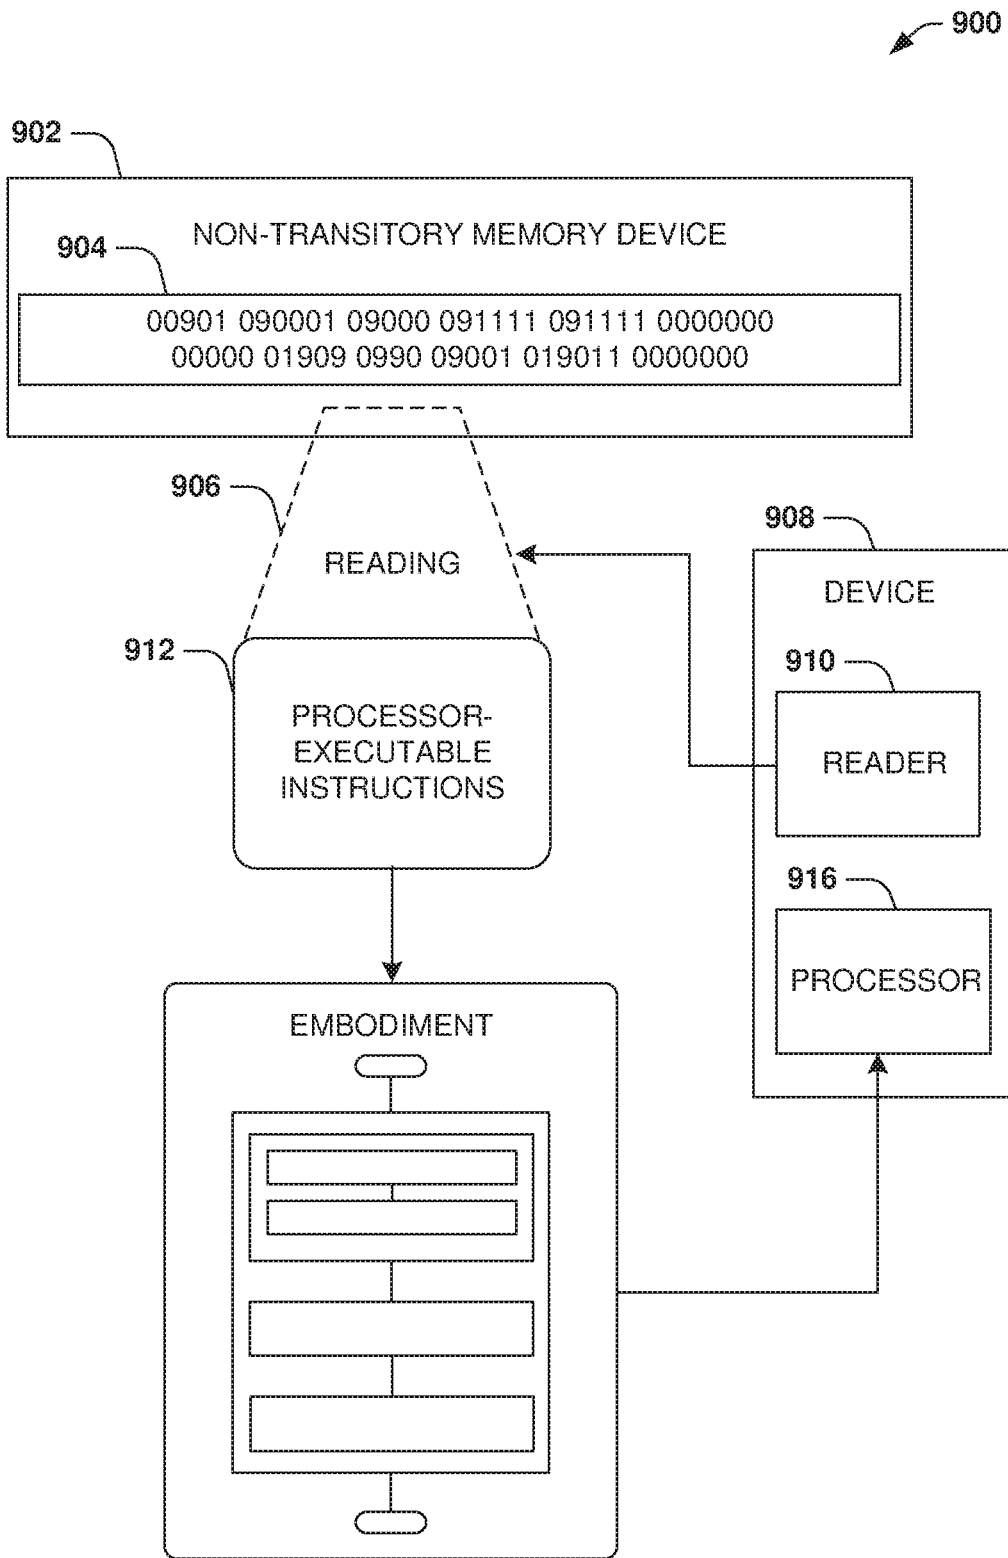 900
902
NON-TRANSITORY MEMORY DEVICE
904
00901 090001 09000 091111 091111 0000000
00000 01909 0990 09001 019011 0000000
906
READING
908
DEVICE
910
READER
912
PROCESSOR-
EXECUTABLE
INSTRUCTIONS
916
PROCESSOR
EMBODIMENT